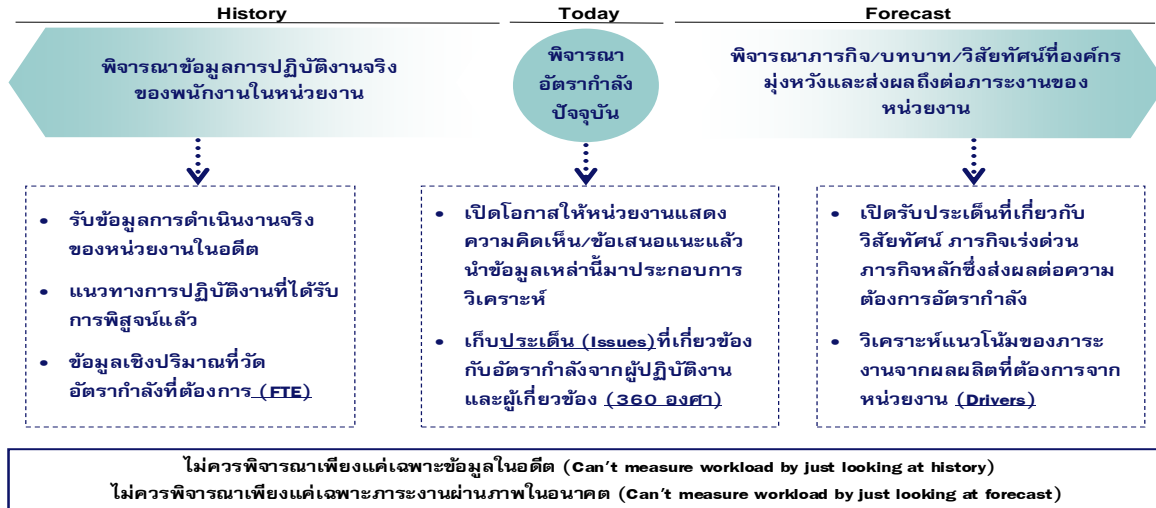 History
Today
Forecast
พิจารณาข้อมูลการปฏิบัติงานจริง
ของพนักงานในหน่วยงาน
พิจารณา
อัตรากำลัง
ปัจจุบัน
พิจารณาภารกิจ/บทบาท/วิสัยทัศน์ที่องค์กร
มุ่งหวังและส่งผลถึงต่อภาระงานของ
หน่วยงาน
• รับข้อมูลการดำเนินงานจริง
ของหน่วยงานในอดีต
• แนวทางการปฏิบัติงานที่ได้รับ
การพิสูจน์แล้ว
• ข้อมูลเชิงปริมาณที่วัด
อัตรากำลังที่ต้องการ (FTE)
• เปิดโอกาสให้หน่วยงานแสดง
ความคิดเห็น/ข้อเสนอแนะแล้ว
นำข้อมูลเหล่านี้มาประกอบการ
วิเคราะห์
• เก็บประเด็น (Issues)ที่เกี่ยวข้อง
กับอัตรากำลังจากผู้ปฏิบัติงาน
และผู้เกี่ยวข้อง (360 องศา)
• เปิดรับประเด็นที่เกี่ยวกับ
วิสัยทัศน์ ภารกิจเร่งด่วน
ภารกิจหลักซึ่งส่งผลต่อความ
ต้องการอัตรากำลัง
• วิเคราะห์แนวโน้มของภาระ
งานจากผลผลิตที่ต้องการจาก
หน่วยงาน (Drivers)
ไม่ควรพิจารณาเพียงแค่เฉพาะข้อมูลในอดีต (Can't measure workload by just looking at history)
ไม่ควรพิจารณาเพียงแค่เฉพาะภาระงานผ่านภาพในอนาคต (Can't measure workload by just looking at forecast)